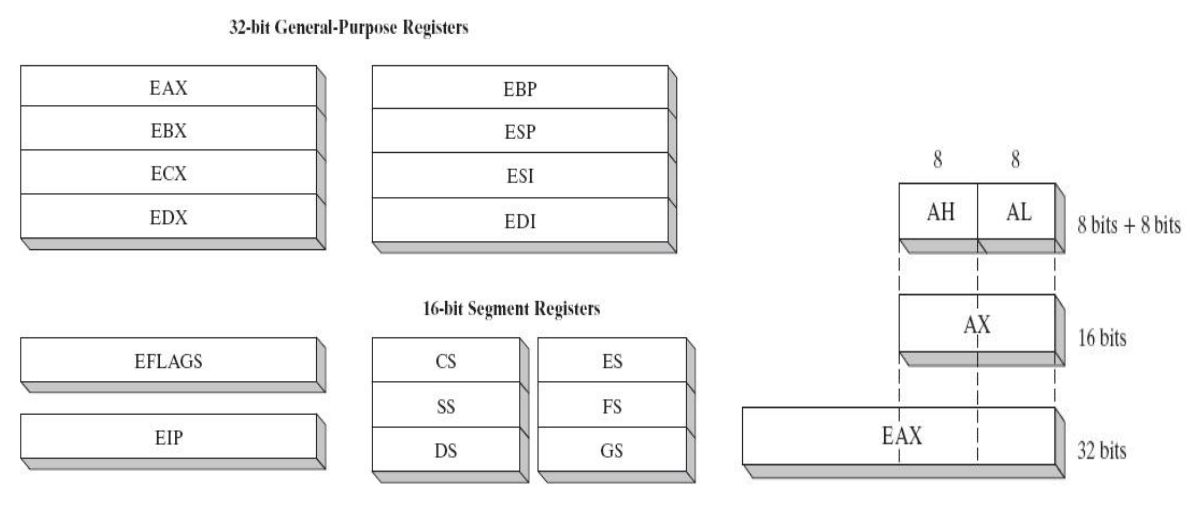 32-bit General-Purpose Registers
EAX
EBX
ECX
EDX
EBP
ESP
ESI
EDI
EFLAGS
EIP
16-bit Segment Registers
CS
SS
DS
ES
FS
GS
8 8
AH AL
8 bits + 8 bits
AX
16 bits
EAX
32 bits